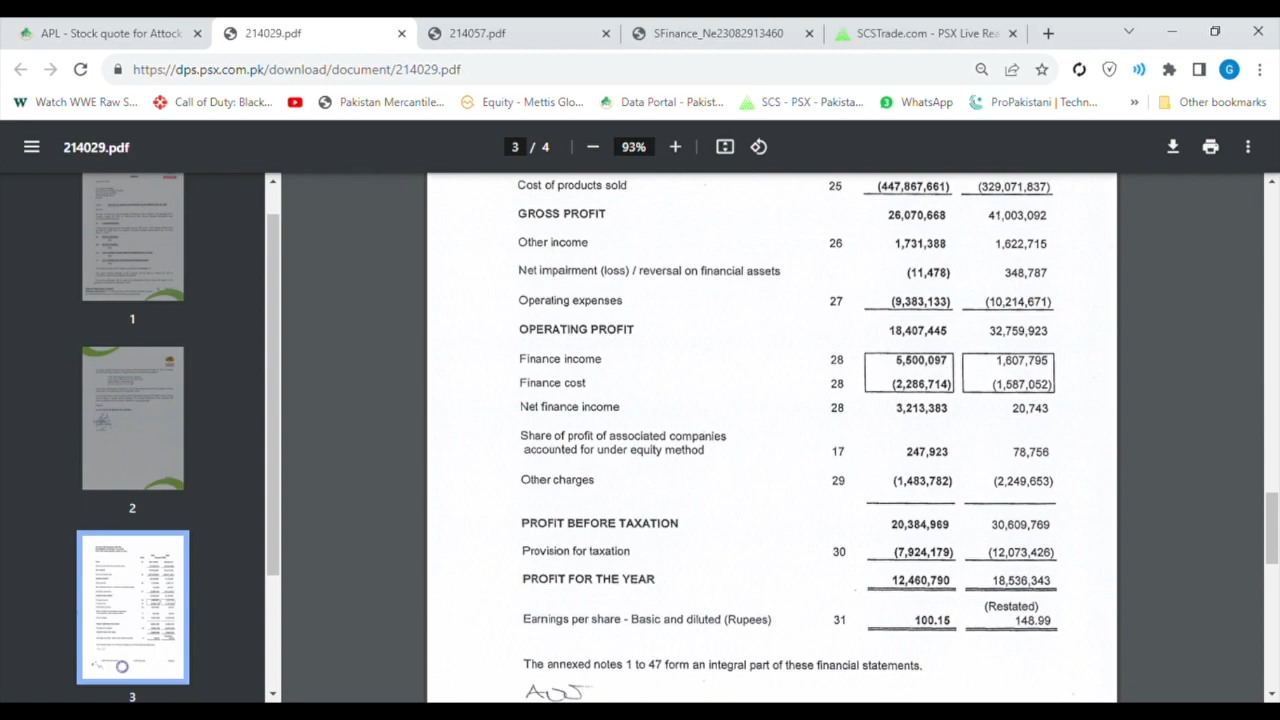 APL - Stock quote for Attock
214029.pdf
214057.pdf
SFinance_Ne23082913460
SCSTrade.com - PSX Live Rea
https://dps.psx.com.pk/download/document/214029.pdf
G
Watch WWE Raw S...
Call of Duty: Black...
Pakistan Mercantile...
Equity - Mettis Glo...
Data Portal - Pakist...
SCS - PSX - Pakista...
WhatsApp
ProPakistani | Techn...
»
Other bookmarks
214029.pdf
3 / 4
93%
1
2
3
Cost of products sold 25 (447,867,661) (329,071,837)
GROSS PROFIT 26,070,668 41,003,092
Other income 26 1,731,388 1,622,715
Net impairment (loss) / reversal on financial assets (11,478) 348,787
Operating expenses 27 (9,383,133) (10,214,671)
OPERATING PROFIT 18,407,445 32,759,923
Finance income 28 5,500,097 1,607,795
Finance cost 28 (2,286,714) (1,587,052)
Net finance income 28 3,213,383 20,743
Share of profit of associated companies
accounted for under equity method 17 247,923 78,756
Other charges 29 (1,483,782) (2,249,653)
PROFIT BEFORE TAXATION 20,384,969 30,609,769
Provision for taxation 30 (7,924,179) (12,073,426)
PROFIT FOR THE YEAR 12,460,790 18,536,343
(Restated)
Earnings per share - Basic and diluted (Rupees) 31 100.15 148.99
The annexed notes 1 to 47 form an integral part of these financial statements.